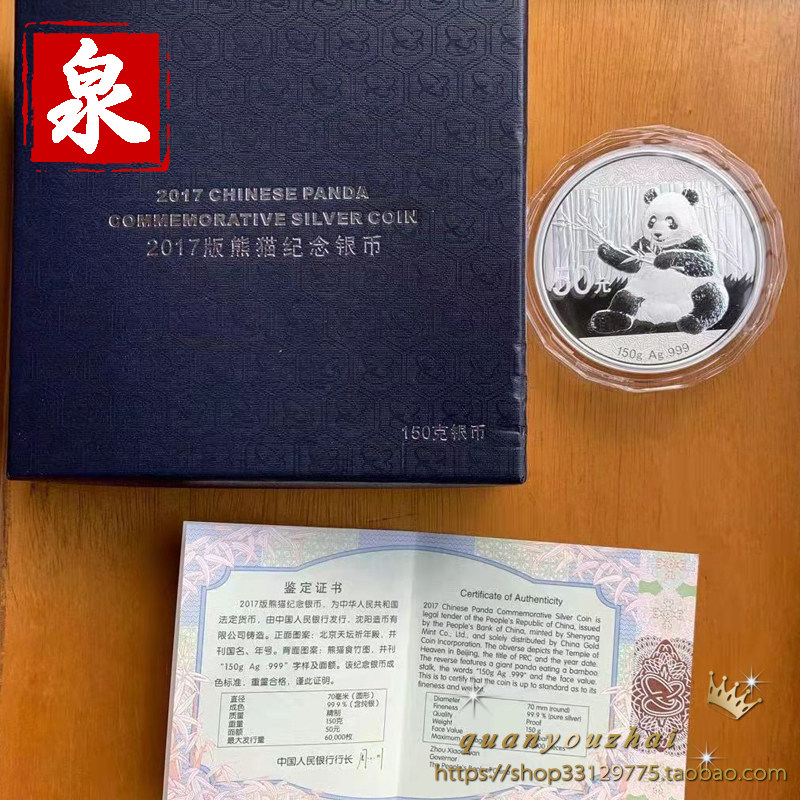 泉
2017 CHINESE PANDA
COMMEMORATIVE SILVER COIN
2017版熊猫纪念银币
150克银币
50元
150g Ag .999
鉴定证书
2017版熊猫纪念银币，为中华人民共和国
法定货币，由中国人民银行发行，沈阳造币有
限公司铸造。正面图案：北京天坛祈年殿，并
刊国名、年号。背面图案：熊猫食竹图，并刊
“150g Ag .999”字样及面额。该纪念银币成
色标准，重量合格，谨此证明。
直径 70毫米（圆形）
成色 99.9%（含纯银）
质量 精制
重量 150克
面额 50元
最大发行量 60,000枚
中国人民银行行长
Certificate of Authenticity
2017 Chinese Panda Commemorative Silver Coin is
legal tender of the People's Republic of China, issued
by the People's Bank of China, minted by Shenyang
Mint Co., Ltd., and solely distributed by China Gold
Coin Incorporation. The obverse depicts the Temple of
Heaven in Beijing, the title of PRC and the year date.
The reverse features a giant panda eating a bamboo
stalk, the words "150g Ag .999" and the face value.
This is to certify that the coin is up to standard as to its
fineness and
Diameter 70 mm (round)
Fineness 99.9 % (pure silver)
Quality Proof
Weight 150 g
Face Value
Maximum
Zhou Xiaochuan
Governor
The People's Bank of
quanyouzhai
https://shop33129775.taobao.com